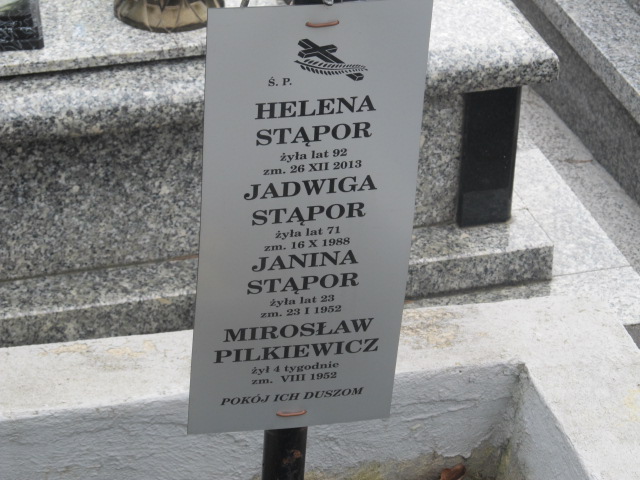 Ś. P.
HELENA
STĄPOR
żyła lat 92
zm. 26 XII 2013
JADWIGA
STĄPOR
żyła lat 71
zm. 16 X 1988
JANINA
STĄPOR
żyła lat 23
zm. 23 I 1952
MIROSŁAW
PILKIEWICZ
żył 4 tygodnie
zm. VIII 1952
POKÓJ ICH DUSZOM